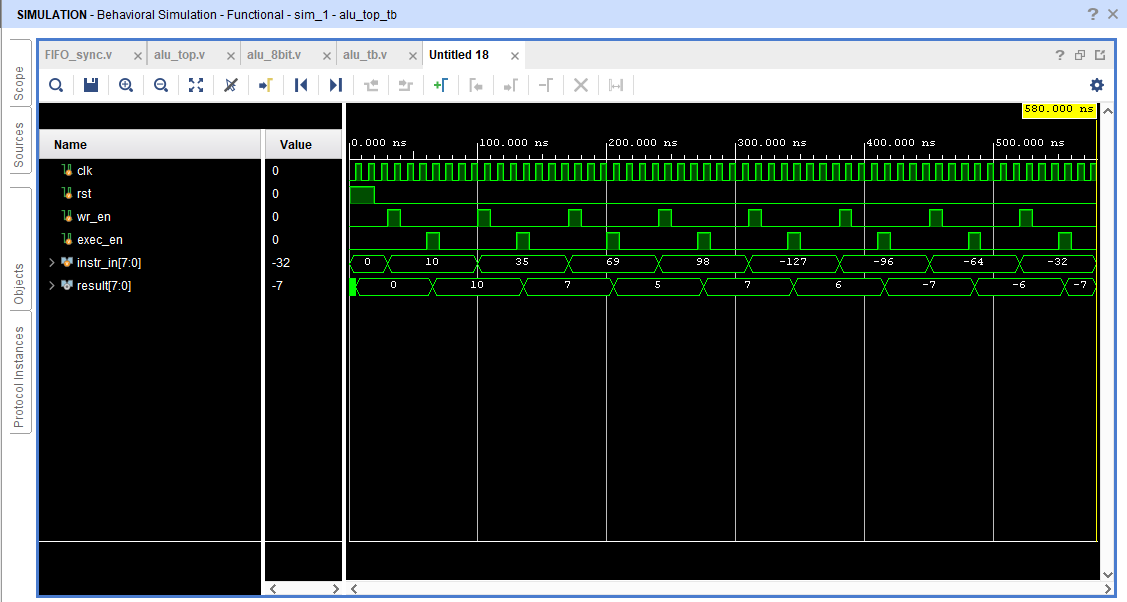 SIMULATION - Behavioral Simulation - Functional - sim_1 - alu_top_tb ? ×
Scope
Sources
Objects
Protocol Instances
FIFO_sync.v × alu_top.v × alu_8bit.v × alu_tb.v × Untitled 18 × ?
580.000 ns
Name Value
0.000 ns 100.000 ns 200.000 ns 300.000 ns 400.000 ns 500.000 ns
clk 0
rst 0
wr_en 0
exec_en 0
instr_in[7:0] -32 0 10 35 69 98 -127 -96 -64 -32
result[7:0] -7 0 10 7 5 7 6 -7 -6 -7